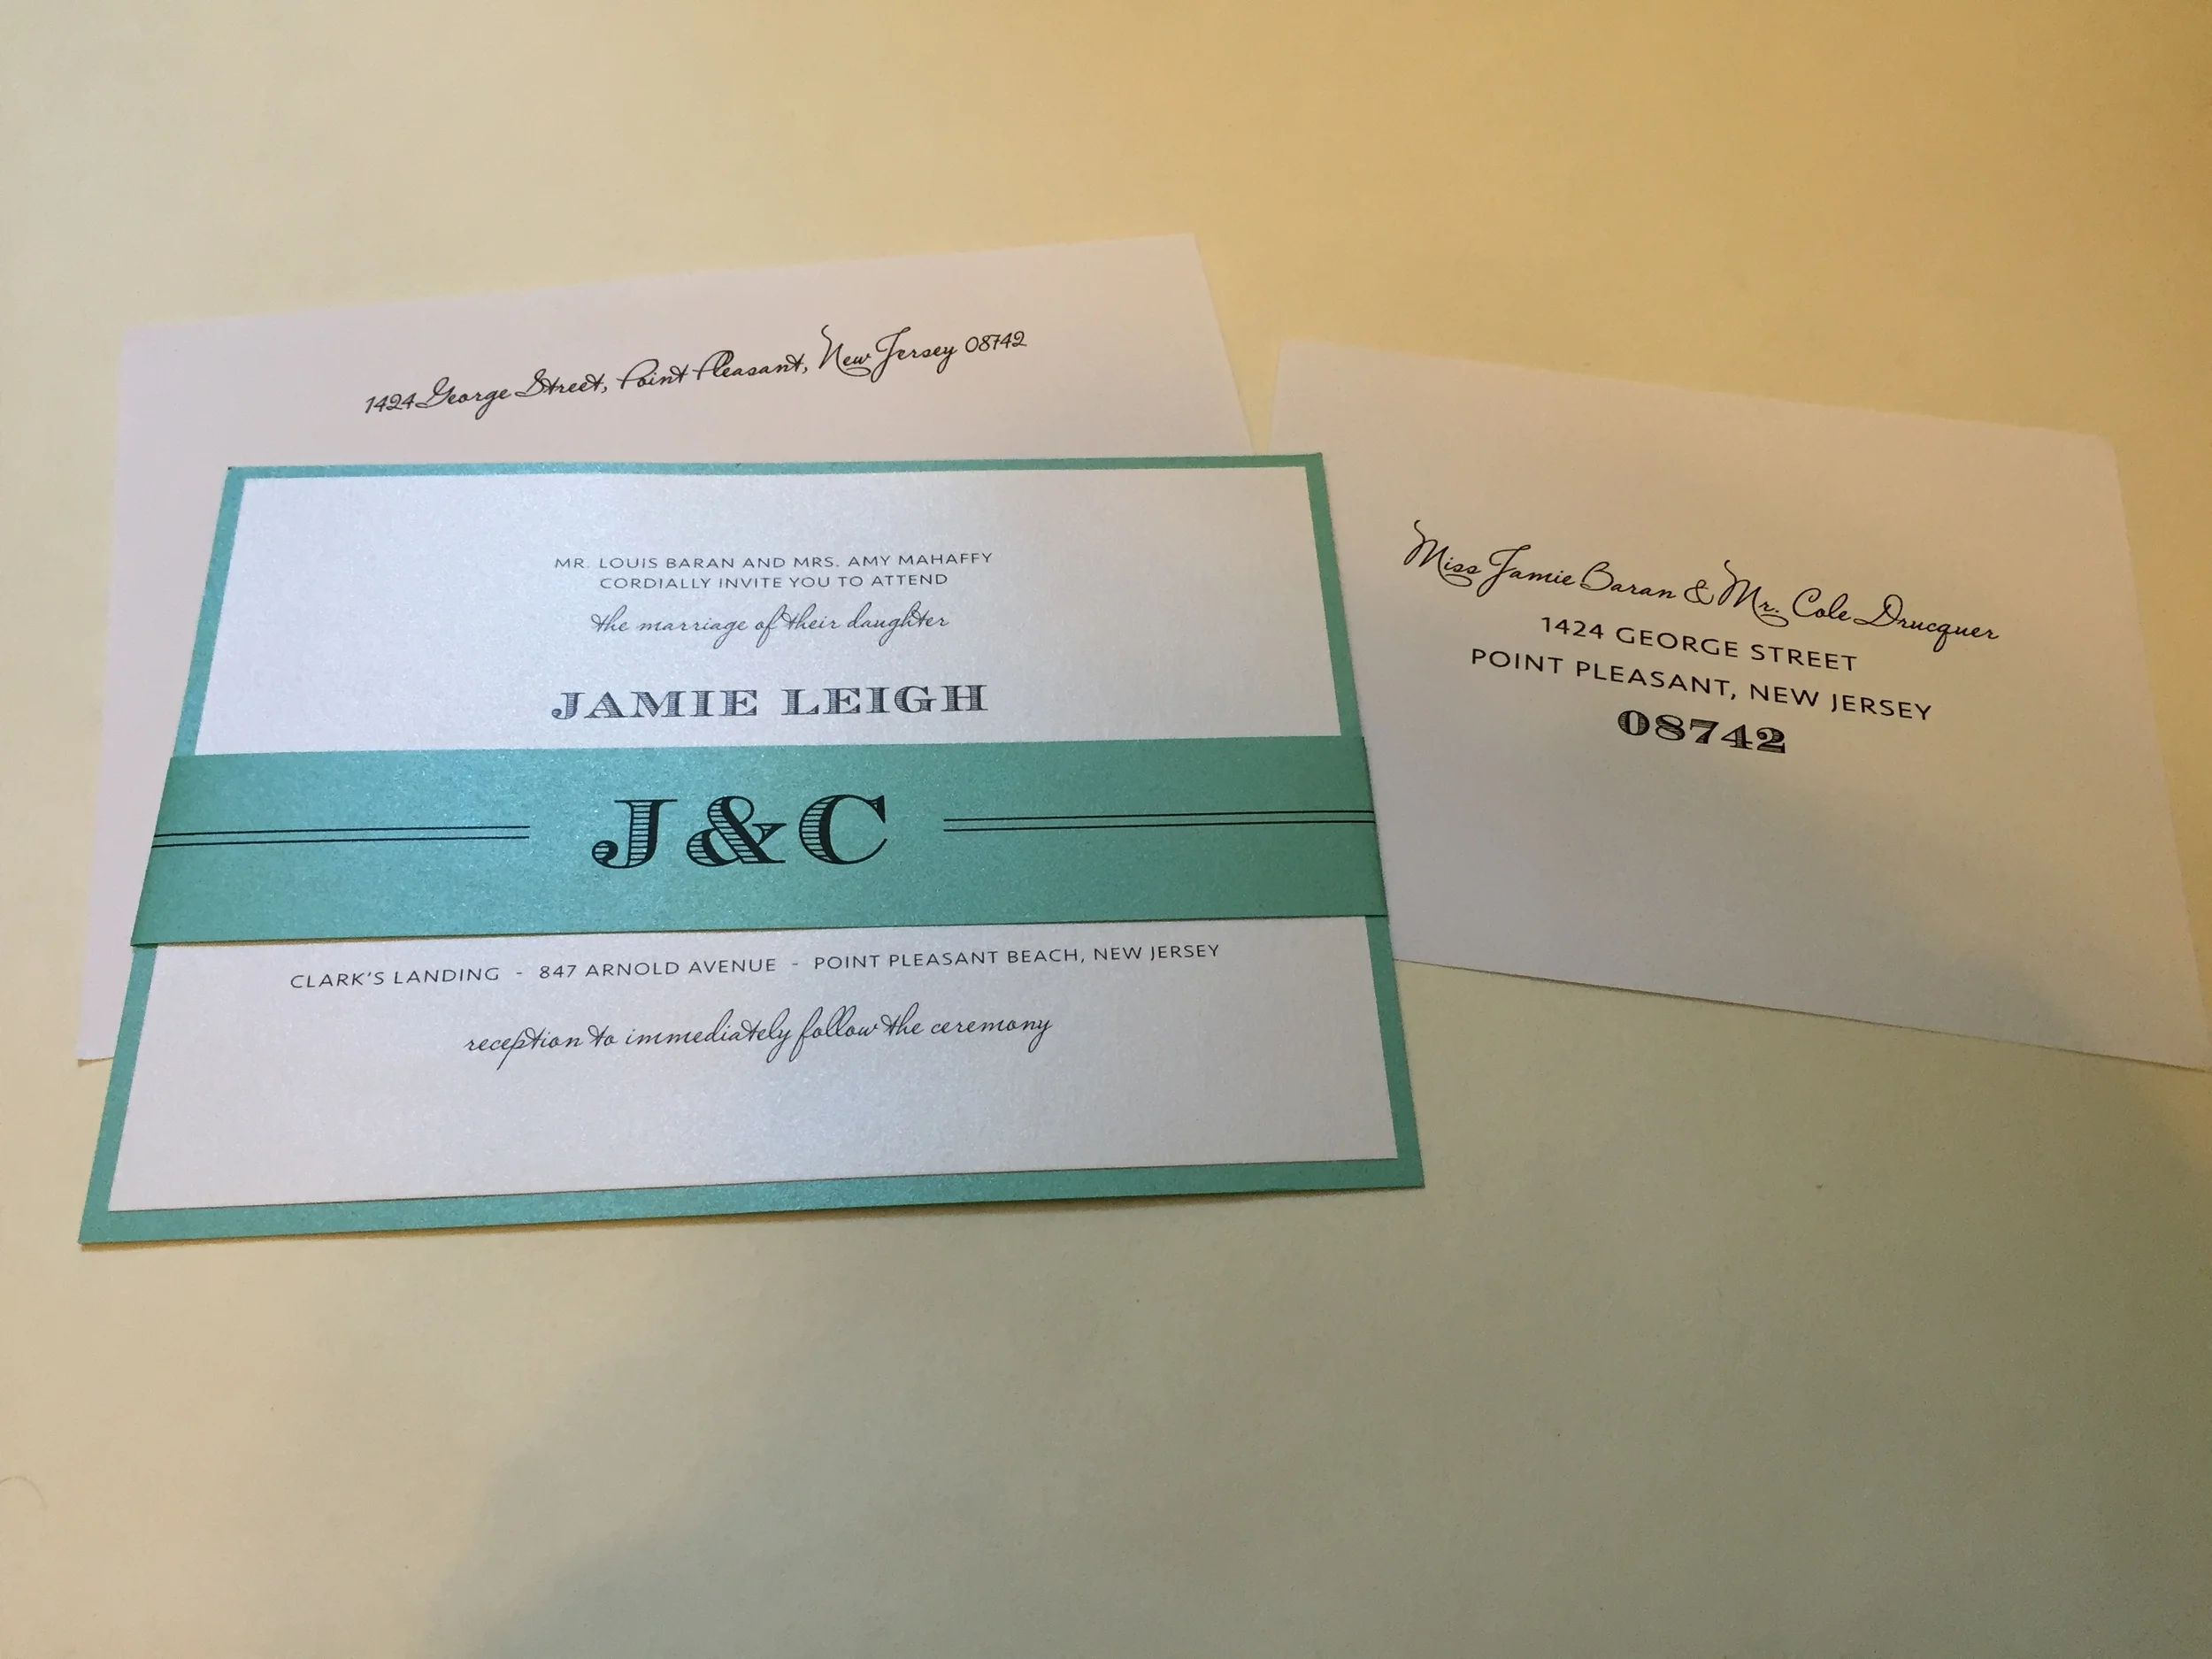 1424 George Street, Point Pleasant, New Jersey 08742
MR. LOUIS BARAN AND MRS. AMY MAHAFFY
CORDIALLY INVITE YOU TO ATTEND
the marriage of their daughter
JAMIE LEIGH
J & C
CLARK'S LANDING - 847 ARNOLD AVENUE - POINT PLEASANT BEACH, NEW JERSEY
reception to immediately follow the ceremony
Miss Jamie Baran & Mr. Cole Drucquer
1424 GEORGE STREET
POINT PLEASANT, NEW JERSEY
08742